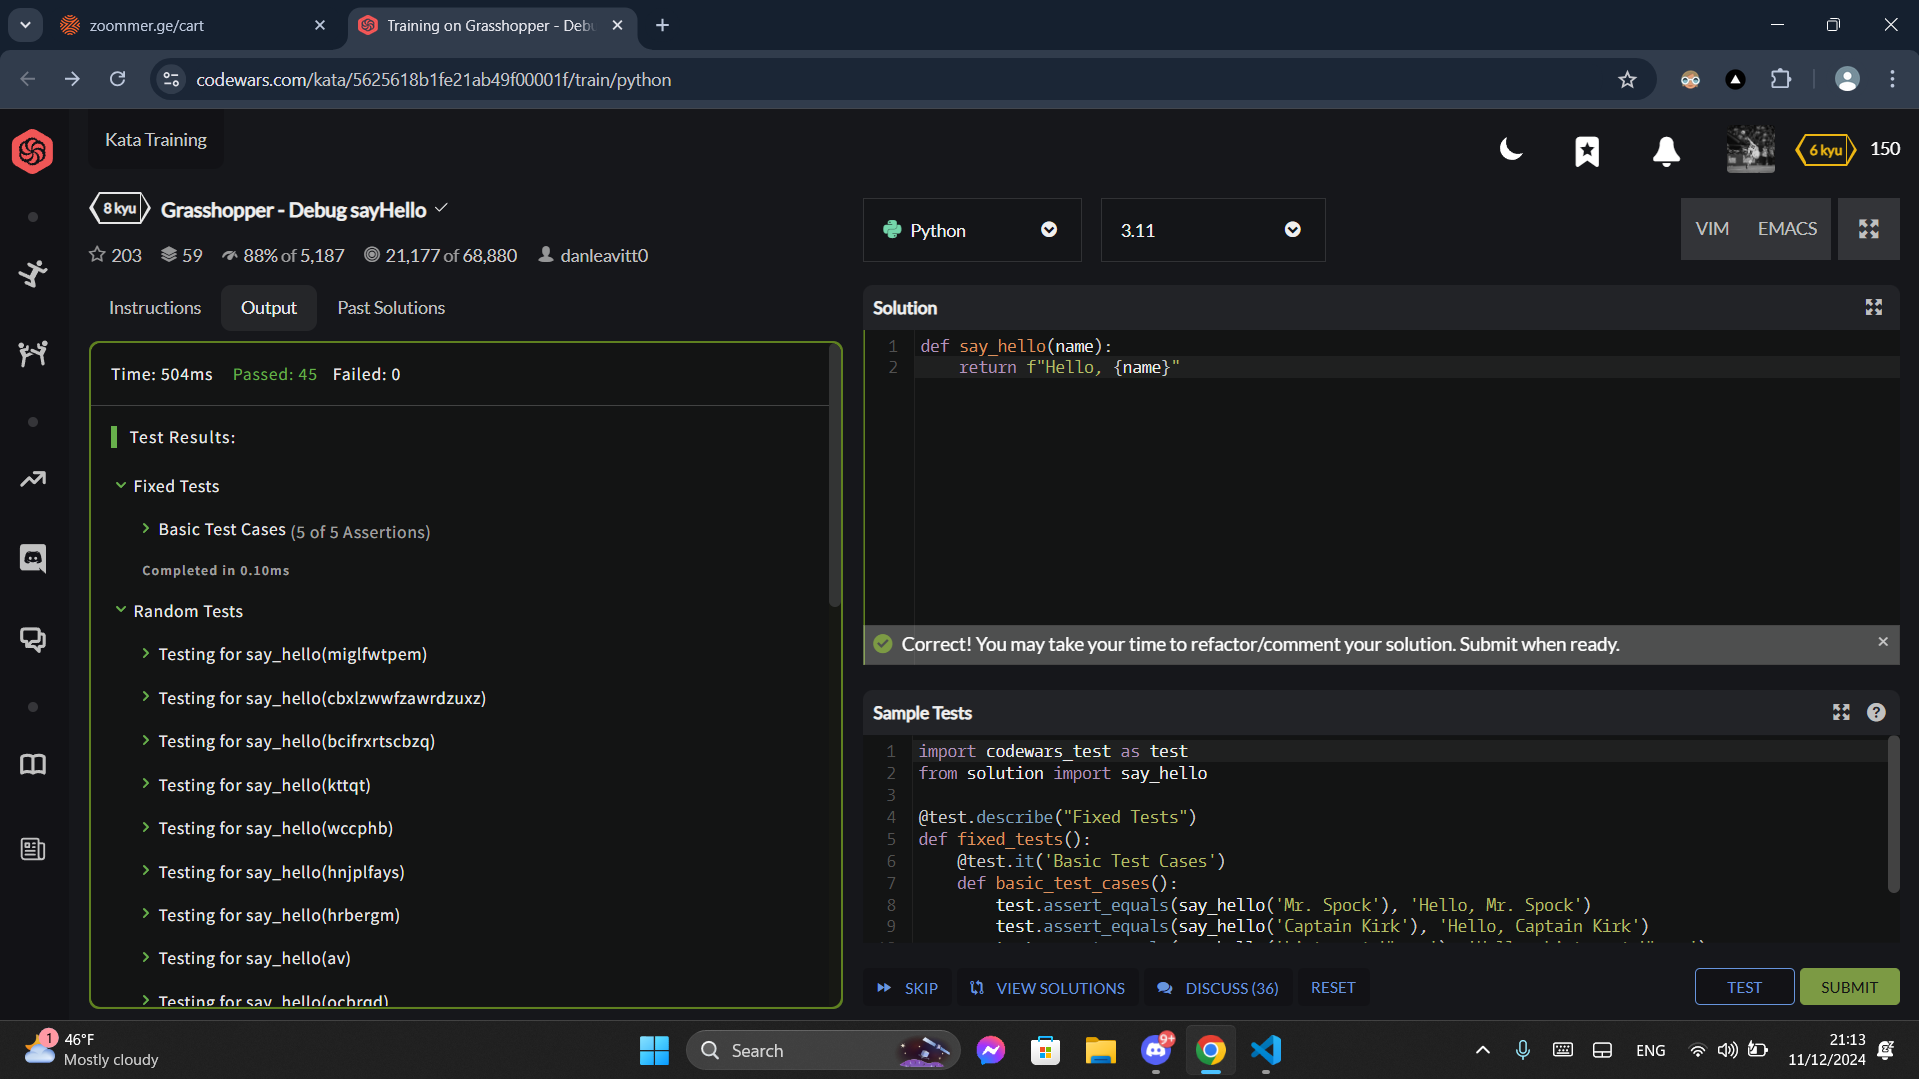 zoommer.ge/cart
Training on Grasshopper - Debu
codewars.com/kata/5625618b1fe21ab49f00001f/train/python
Kata Training
6 kyu
150
8 kyu
Grasshopper - Debug sayHello
203
59
88% of 5,187
21,177 of 68,880
danleavitt0
Python
3.11
VIM
EMACS
Instructions
Output
Past Solutions
Time: 504ms Passed: 45 Failed: 0
Test Results:
Fixed Tests
Basic Test Cases (5 of 5 Assertions)
Completed in 0.10ms
Random Tests
Testing for say_hello(miglfwtpem)
Testing for say_hello(cbxlzwwfzawrdzuxz)
Testing for say_hello(bcifrxrtscbzq)
Testing for say_hello(kttqt)
Testing for say_hello(wccphb)
Testing for say_hello(hnjplfays)
Testing for say_hello(hrbergm)
Testing for say_hello(av)
Testing for say_hello(ocbrqd)
Solution
1 def say_hello(name):
2 return f"Hello, {name}"
Correct! You may take your time to refactor/comment your solution. Submit when ready.
Sample Tests
?
1 import codewars_test as test
2 from solution import say_hello
3
4 @test.describe("Fixed Tests")
5 def fixed_tests():
6 @test.it('Basic Test Cases')
7 def basic_test_cases():
8 test.assert_equals(say_hello('Mr. Spock'), 'Hello, Mr. Spock')
9 test.assert_equals(say_hello('Captain Kirk'), 'Hello, Captain Kirk')
SKIP
VIEW SOLUTIONS
DISCUSS (36)
RESET
TEST
SUBMIT
1
46°F
Mostly cloudy
Search
9+
ENG
21:13
11/12/2024